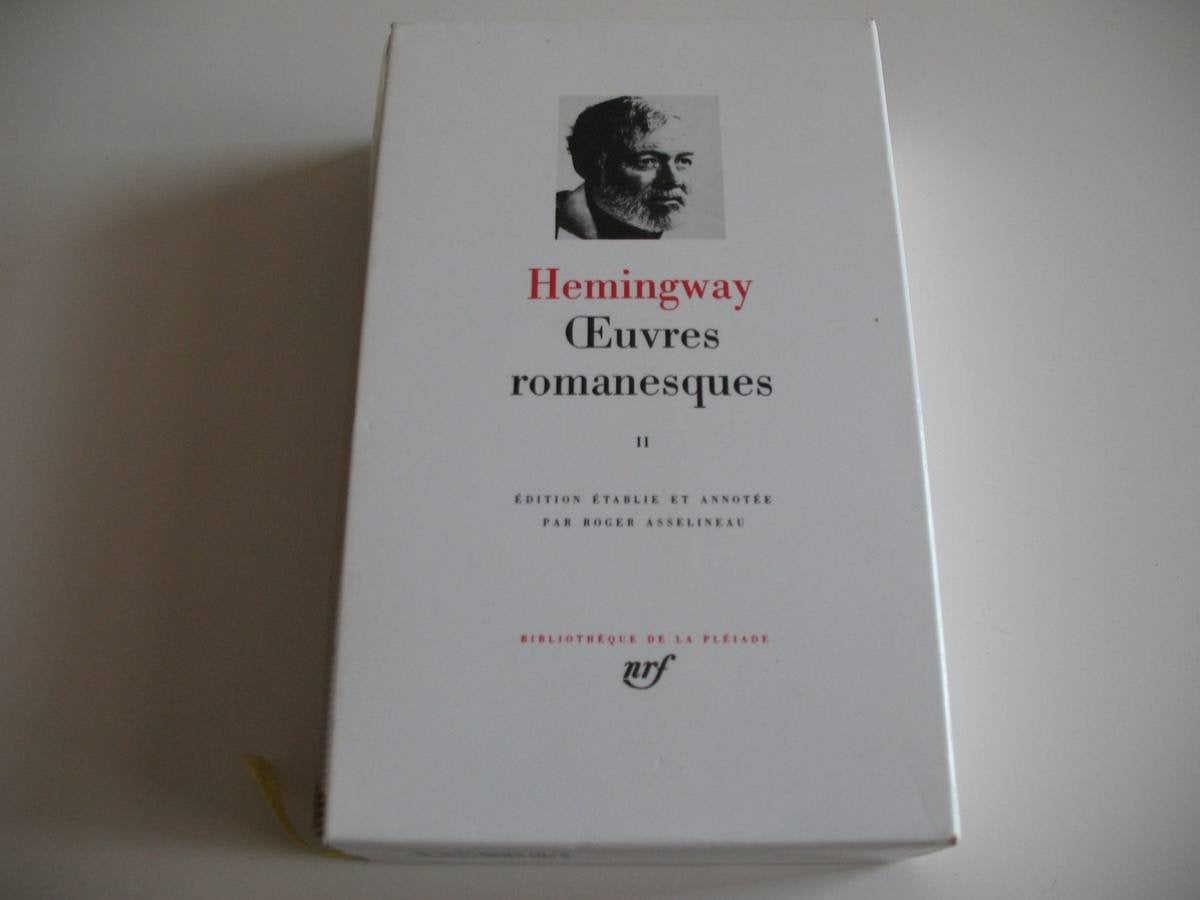 Hemingway
Œuvres
romanesques
II
ÉDITION ÉTABLIE ET ANNOTÉE
PAR ROGER ASSELINEAU
BIBLIOTHÈQUE DE LA PLÉIADE
nrf